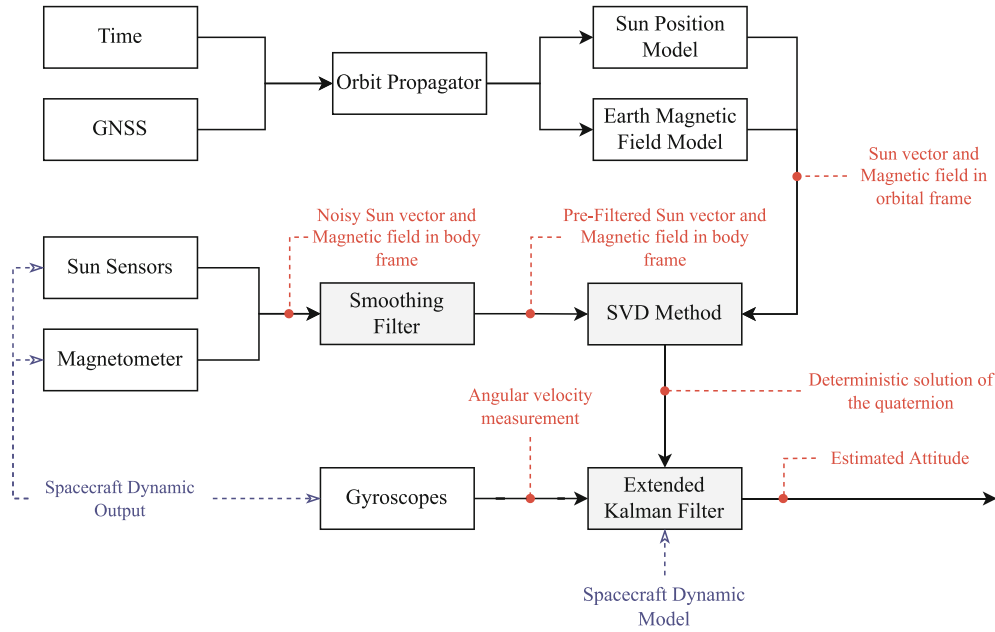 Time
Sun Position
Model
Orbit Propagator
GNSS
Earth Magnetic
Field Model
Sun vector and
Magnetic field in
orbital frame
Noisy Sun vector and
Magnetic field in body
frame
Pre-Filtered Sun vector and
Magnetic field in body
frame
Sun Sensors
Smoothing
Filter
SVD Method
Magnetometer
Deterministic solution of
the quaternion
Angular velocity
measurement
Estimated Attitude
Spacecraft Dynamic
Output
Gyroscopes
Extended
Kalman Filter
Spacecraft Dynamic
Model